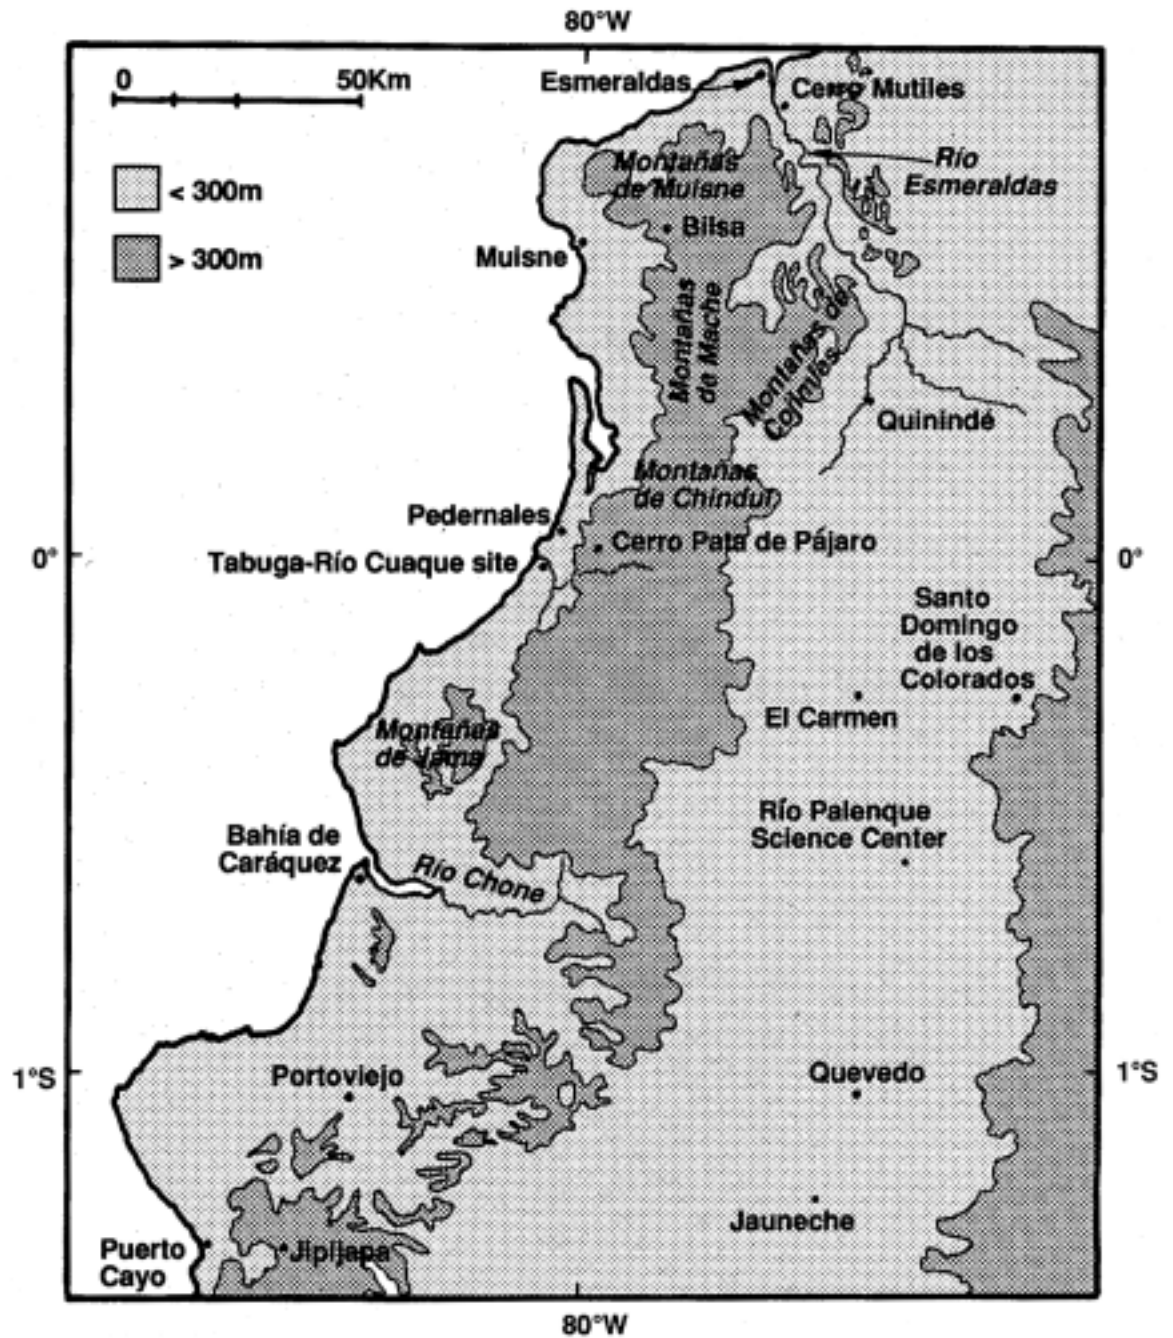 80°W
0 50Km
Esmeraldas
Cerro Mutiles
Montañas
de Muisne
Río
Esmeraldas
< 300m
Bilsa
> 300m
Muisne
Montañas
de Mache
Montañas de
Cojimíes
Quinindé
Montañas
de Chindul
Pedernales
Cerro Pata de Pájaro
0°
Tabuga-Río Cuaque site
0°
Santo
Domingo
de los
Colorados
El Carmen
Montañas
de Jama
Río Palenque
Science Center
Bahía de
Caráquez
Río Chone
1°S
Portoviejo
Quevedo
1°S
Jauneche
Puerto
Cayo
Jipijapa
80°W